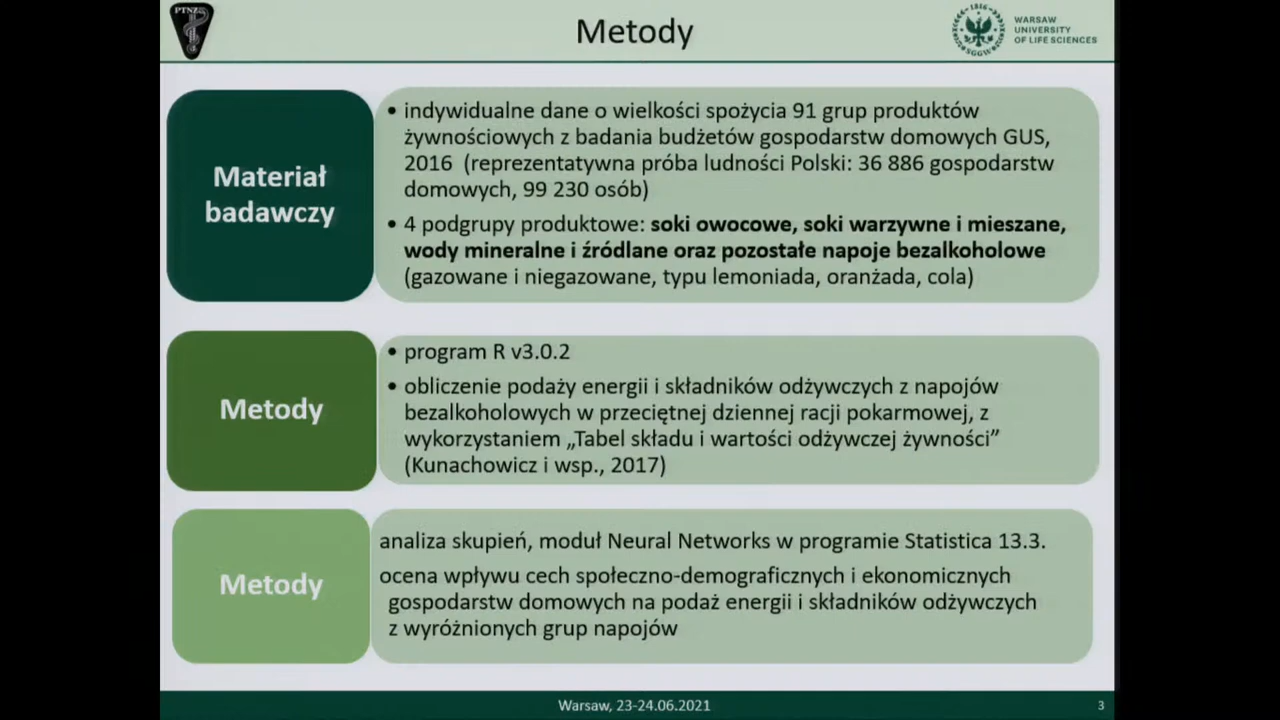 PTNŻ
Metody
WARSAW
UNIVERSITY
OF LIFE SCIENCES
1816
SGGW
Materiał
badawczy
• indywidualne dane o wielkości spożycia 91 grup produktów
żywnościowych z badania budżetów gospodarstw domowych GUS,
2016 (reprezentatywna próba ludności Polski: 36 886 gospodarstw
domowych, 99 230 osób)
• 4 podgrupy produktowe: soki owocowe, soki warzywne i mieszane,
wody mineralne i źródlane oraz pozostałe napoje bezalkoholowe
(gazowane i niegazowane, typu lemoniada, oranżada, cola)
Metody
• program R v3.0.2
• obliczenie podaży energii i składników odżywczych z napojów
bezalkoholowych w przeciętnej dziennej racji pokarmowej, z
wykorzystaniem „Tabel składu i wartości odżywczej żywności”
(Kunachowicz i wsp., 2017)
Metody
analiza skupień, moduł Neural Networks w programie Statistica 13.3.
ocena wpływu cech społeczno-demograficznych i ekonomicznych
gospodarstw domowych na podaż energii i składników odżywczych
z wyróżnionych grup napojów
Warsaw, 23-24.06.2021
3